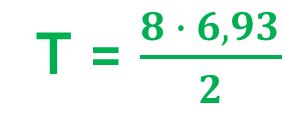 T = 8 · 6,93 / 2